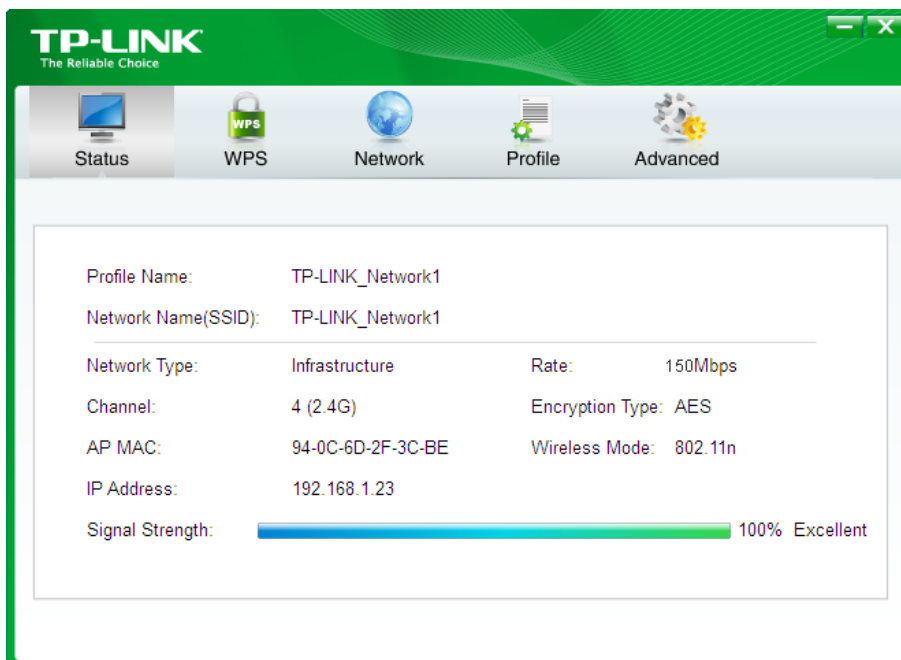 TP-LINK
The Reliable Choice
WPS
Status WPS Network Profile Advanced
Profile Name: TP-LINK_Network1
Network Name(SSID): TP-LINK_Network1
Network Type: Infrastructure Rate: 150Mbps
Channel: 4 (2.4G) Encryption Type: AES
AP MAC: 94-0C-6D-2F-3C-BE Wireless Mode: 802.11n
IP Address: 192.168.1.23
Signal Strength: 100% Excellent